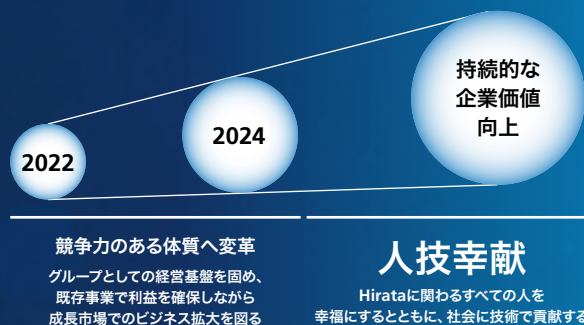 2022
2024
持続的な
企業価値
向上
競争力のある体質へ変革
グループとしての経営基盤を固め、
既存事業で利益を確保しながら
成長市場でのビジネス拡大を図る
人技幸献
Hirataに関わるすべての人を
幸福にするとともに、社会に技術で貢献する